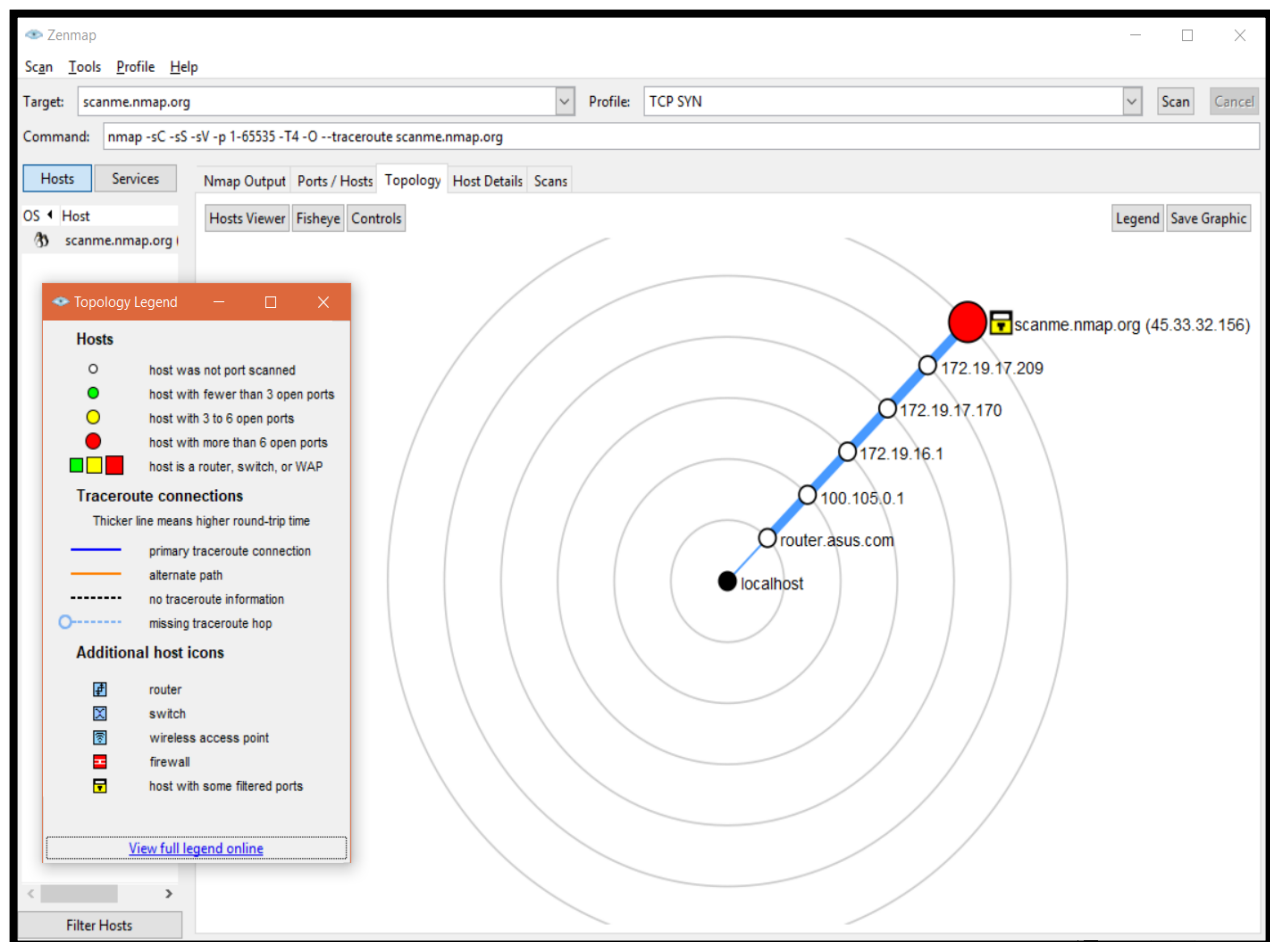 Zenmap
Scan Tools Profile Help
Target: scanme.nmap.org Profile: TCP SYN Scan Cancel
Command: nmap -sC -sS -sV -p 1-65535 -T4 -O --traceroute scanme.nmap.org
Hosts Services Nmap Output Ports / Hosts Topology Host Details Scans
OS Host
Hosts Viewer Fisheye Controls Legend Save Graphic
scanme.nmap.org (
Topology Legend
Hosts
host was not port scanned
host with fewer than 3 open ports
host with 3 to 6 open ports
host with more than 6 open ports
host is a router, switch, or WAP
Traceroute connections
Thicker line means higher round-trip time
primary traceroute connection
alternate path
no traceroute information
missing traceroute hop
Additional host icons
router
switch
wireless access point
firewall
host with some filtered ports
View full legend online
scanme.nmap.org (45.33.32.156)
172.19.17.209
172.19.17.170
172.19.16.1
100.105.0.1
router.asus.com
localhost
Filter Hosts